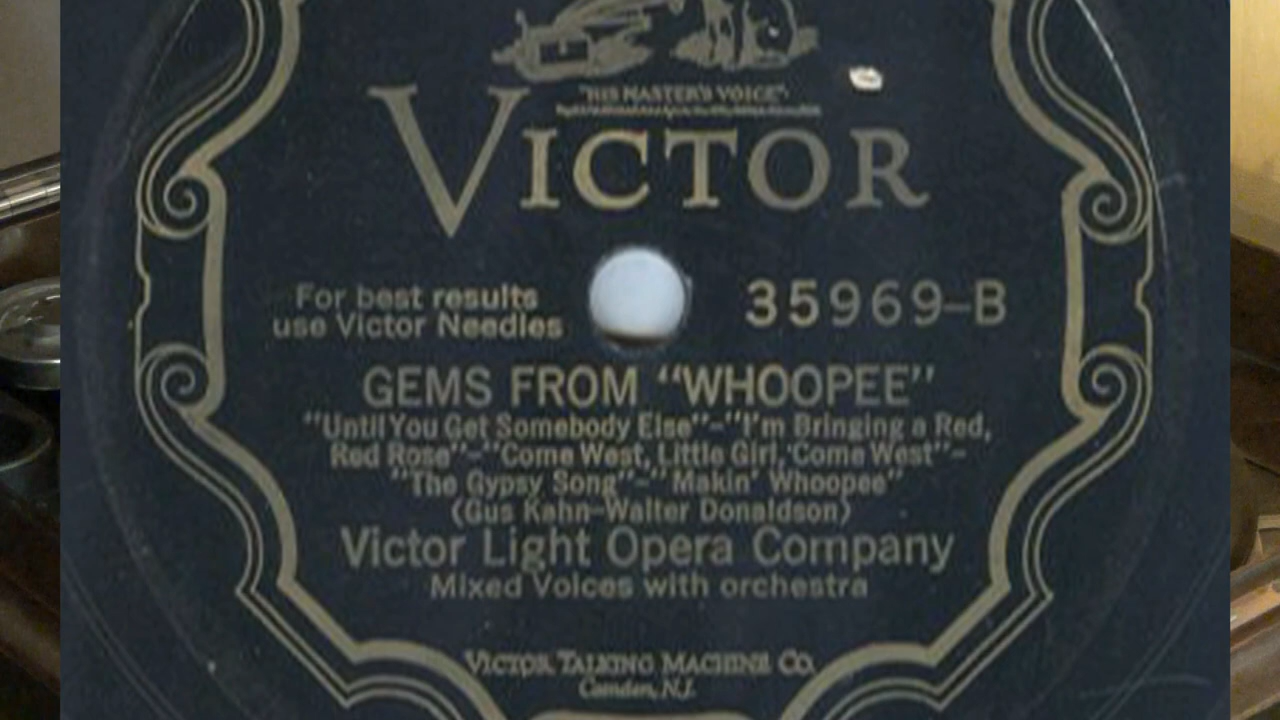 "HIS MASTER'S VOICE"
VICTOR
For best results
use Victor Needles
35969-B
GEMS FROM "WHOOPEE"
"Until You Get Somebody Else"-"I'm Bringing a Red,
Red Rose"-"Come West, Little Girl, Come West"-
"The Gypsy Song"-"Makin' Whoopee"
(Gus Kahn-Walter Donaldson)
Victor Light Opera Company
Mixed Voices with orchestra
VICTOR TALKING MACHINE CO.
Camden, N.J.